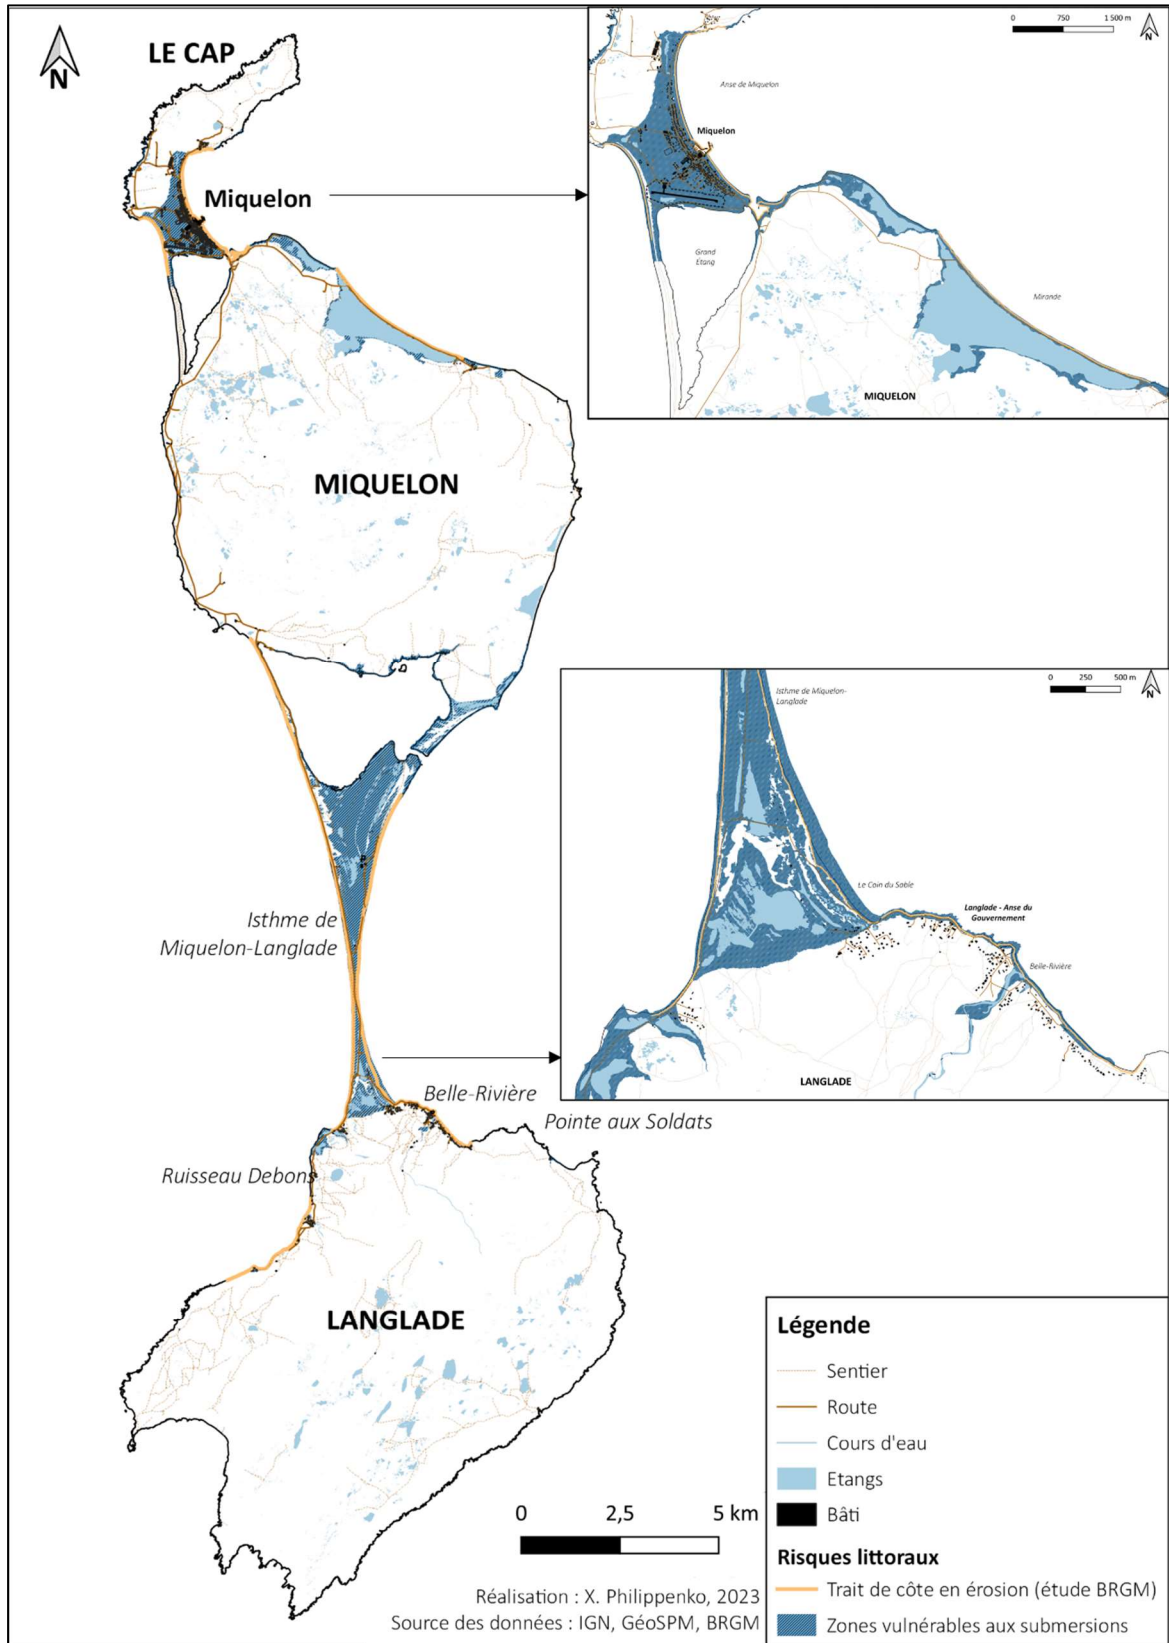 N
LE CAP
Miquelon
MIQUELON
Isthme de
Miquelon-Langlade
Belle-Rivière
Pointe aux Soldats
Ruisseau Debons
LANGLADE
0 750 1 500 m
N
Anse de Miquelon
Miquelon
Grand
Etang
Mirande
MIQUELON
0 250 500 m
N
Isthme de Miquelon-
Langlade
Le Coin du Sable
Langlade - Anse du
Gouvernement
Belle-Rivière
LANGLADE
0 2,5 5 km
Réalisation : X. Philippenko, 2023
Source des données : IGN, GéoSPM, BRGM
Légende
Sentier
Route
Cours d'eau
Etangs
Bâti
Risques littoraux
Trait de côte en érosion (étude BRGM)
Zones vulnérables aux submersions